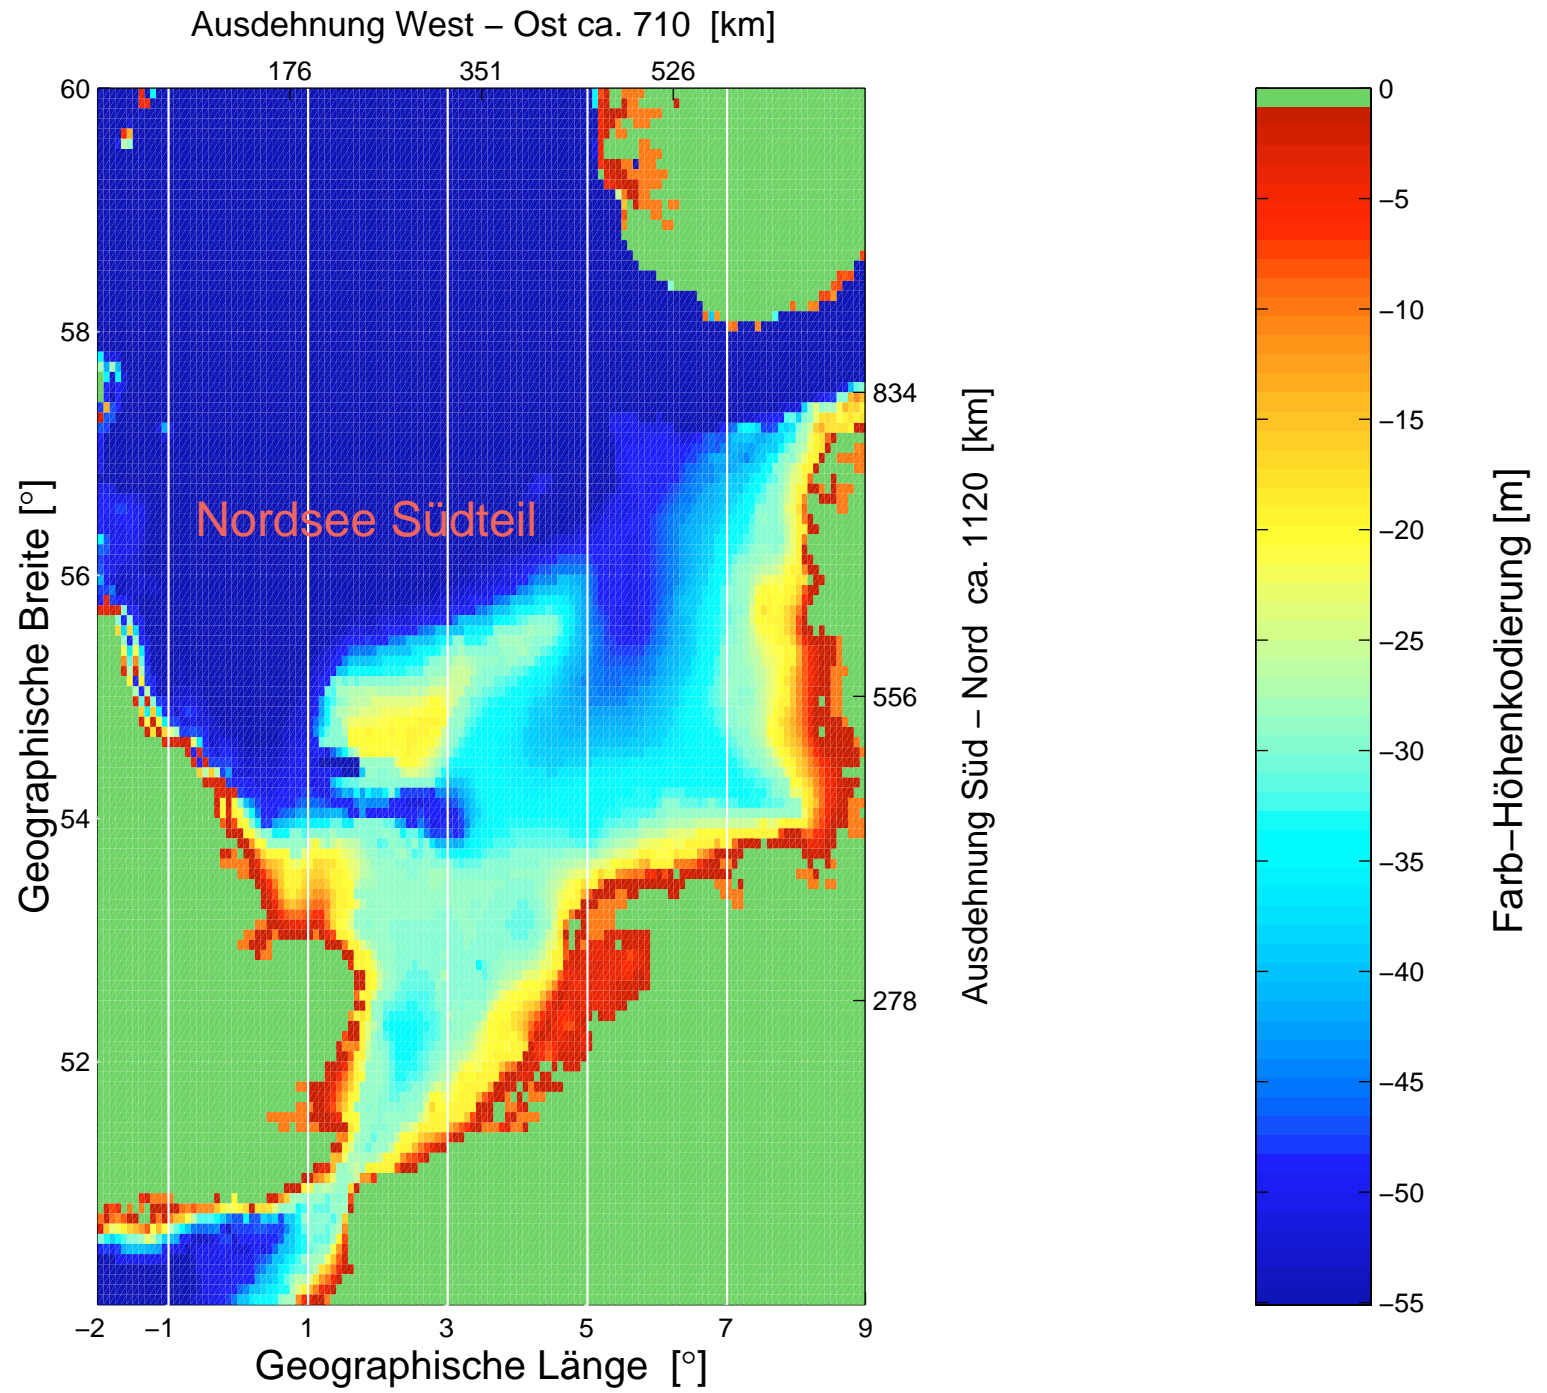 Ausdehnung West – Ost ca. 710 [km]
176 351 526
60
58
56
54
52
Geographische Breite [°]
Nordsee Südteil
–2 –1 1 3 5 7 9
Geographische Länge [°]
834
556
278
Ausdehnung Süd – Nord ca. 1120 [km]
0
–5
–10
–15
–20
–25
–30
–35
–40
–45
–50
–55
Farb–Höhenkodierung [m]